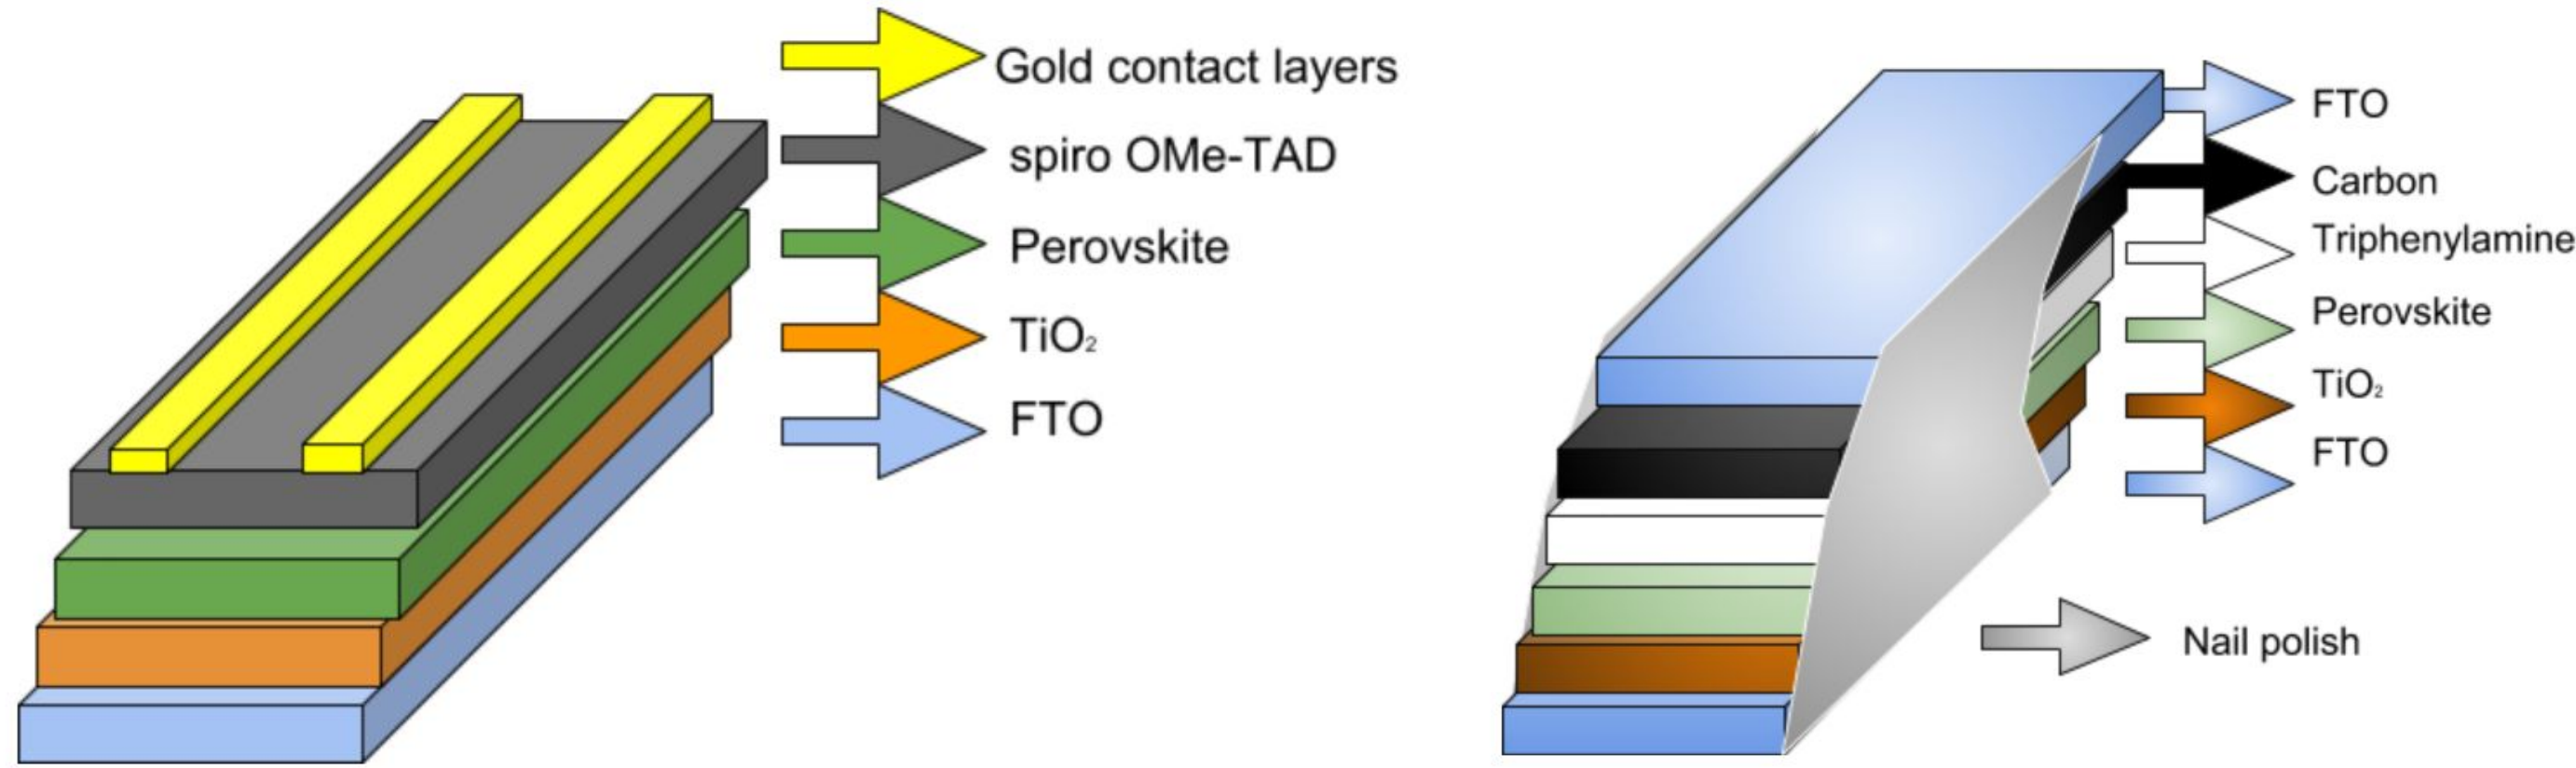 Gold contact layers
spiro OMe-TAD
Perovskite
TiO₂
FTO
FTO
Carbon
Triphenylamine
Perovskite
TiO₂
FTO
Nail polish